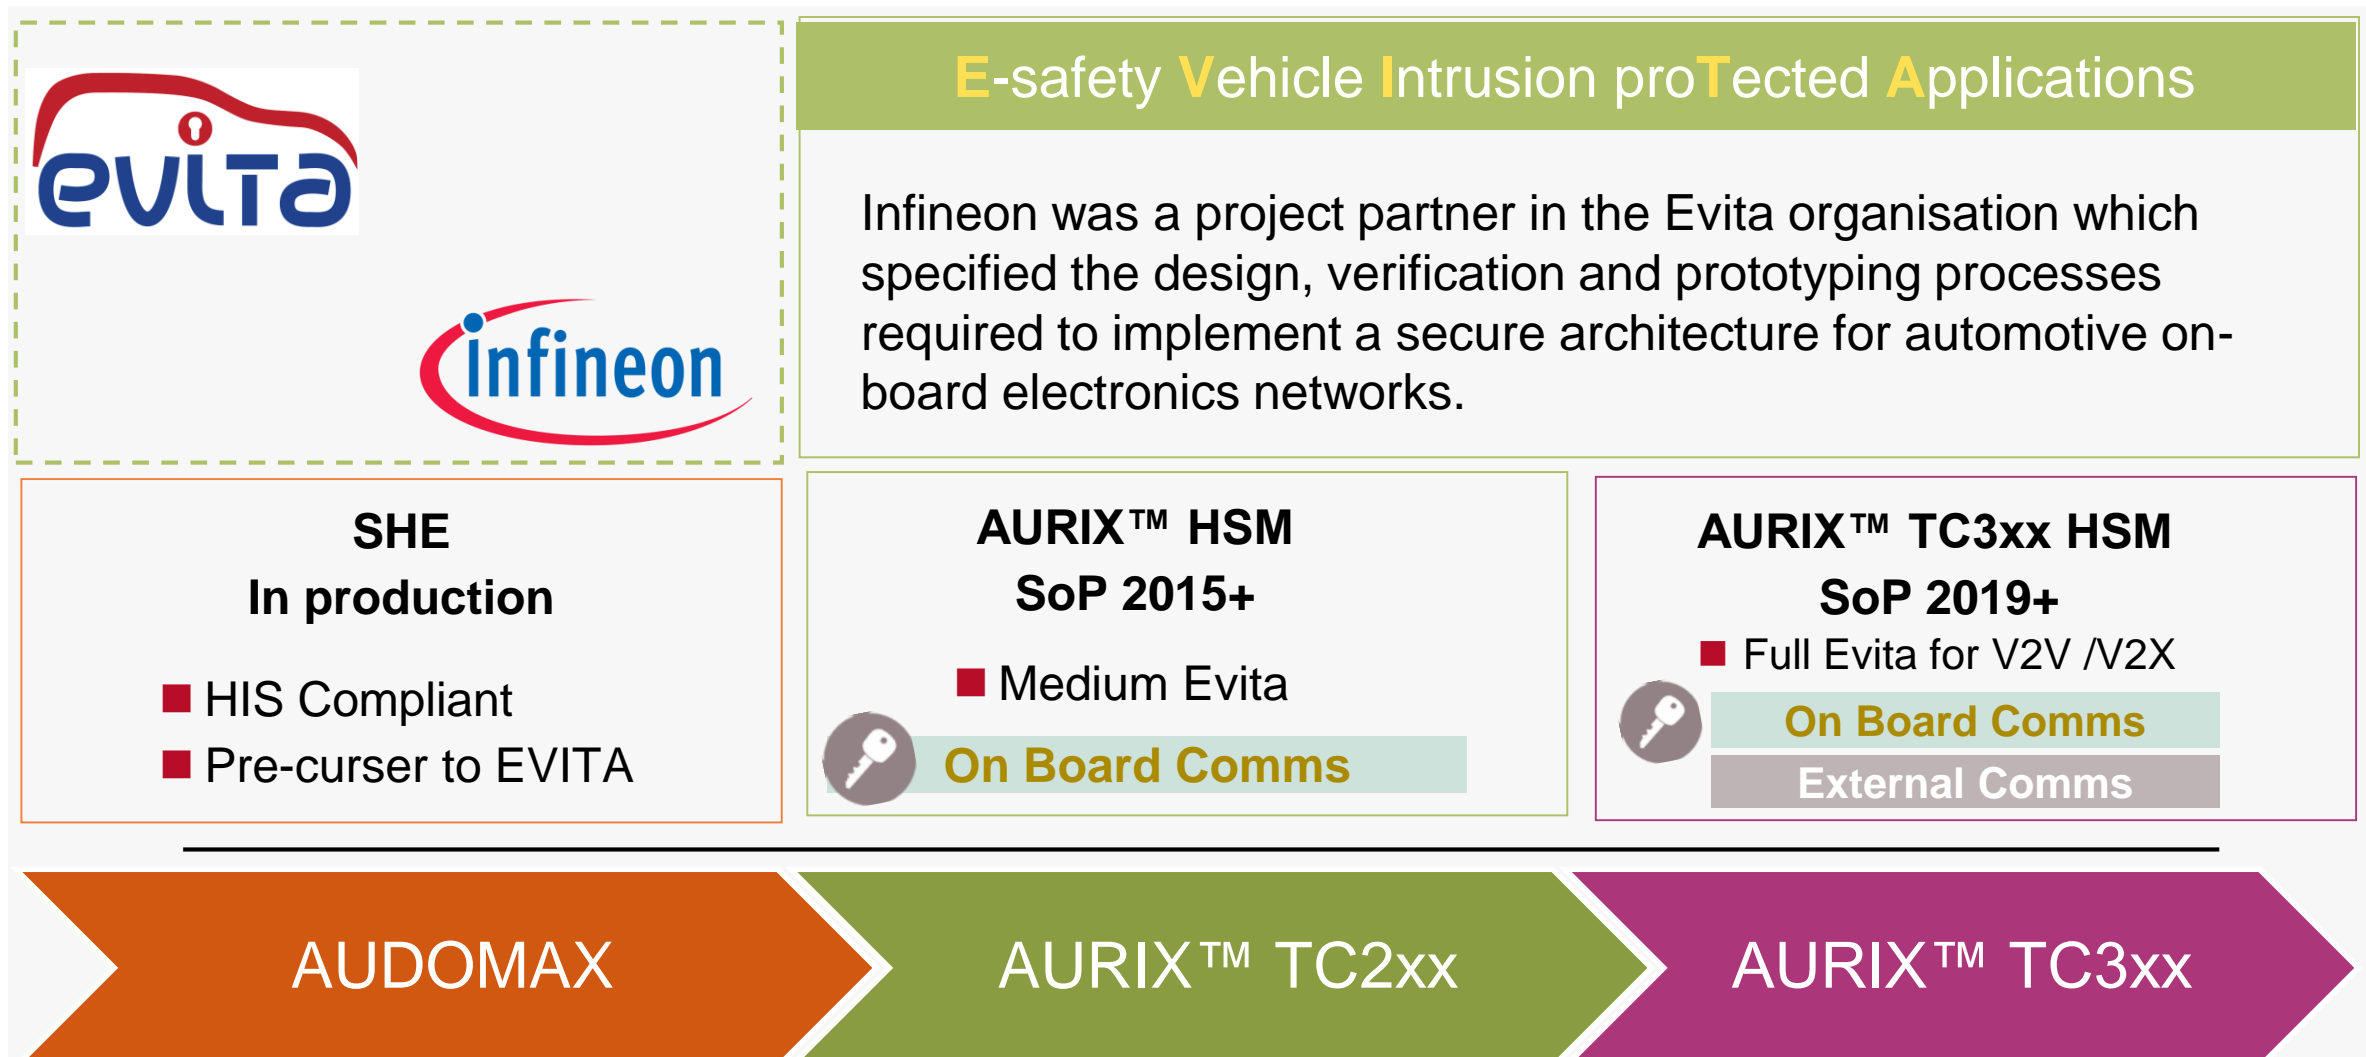 evita
infineon
E-safety Vehicle Intrusion proTected Applications
Infineon was a project partner in the Evita organisation which
specified the design, verification and prototyping processes
required to implement a secure architecture for automotive on-
board electronics networks.
SHE
In production
HIS Compliant
Pre-curser to EVITA
AURIX™ HSM
SoP 2015+
Medium Evita
On Board Comms
AURIX™ TC3xx HSM
SoP 2019+
Full Evita for V2V /V2X
On Board Comms
External Comms
AUDOMAX
AURIX™ TC2xx
AURIX™ TC3xx